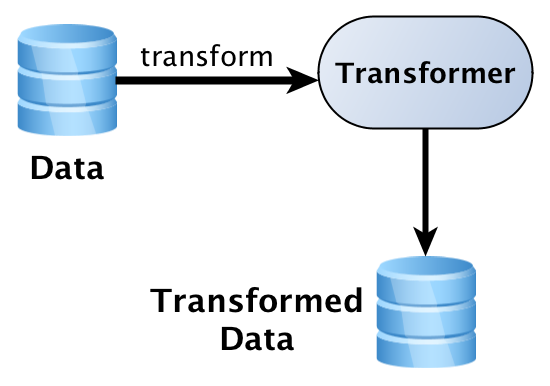 transform
Transformer
Data
Transformed
Data